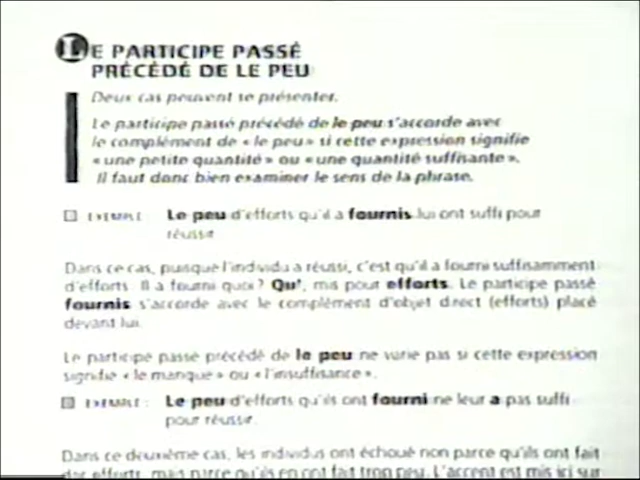 LE PARTICIPE PASSÉ
PRÉCÉDÉ DE LE PEU
Deux cas peuvent se présenter.
Le participe passé précédé de le peu s'accorde avec
le complément de « le peu » si cette expression signifie
« une petite quantité » ou « une quantité suffisante ».
Il faut donc bien examiner le sens de la phrase.
EXEMPLE : Le peu d'efforts qu'il a fournis lui ont suffi pour
réussir.
Dans ce cas, puisque l'individu a réussi, c'est qu'il a fourni suffisamment
d'efforts. Il a fourni quoi ? Qu', mis pour efforts. Le participe passé
fournis s'accorde avec le complément d'objet direct (efforts) placé
devant lui.
Le participe passé précédé de le peu ne varie pas si cette expression
signifie « le manque » ou « l'insuffisance ».
EXEMPLE : Le peu d'efforts qu'ils ont fourni ne leur a pas suffi
pour réussir.
Dans ce deuxième cas, les individus ont échoué non parce qu'ils ont fait
des efforts, mais parce qu'ils en ont fait trop peu. L'accent est mis ici sur